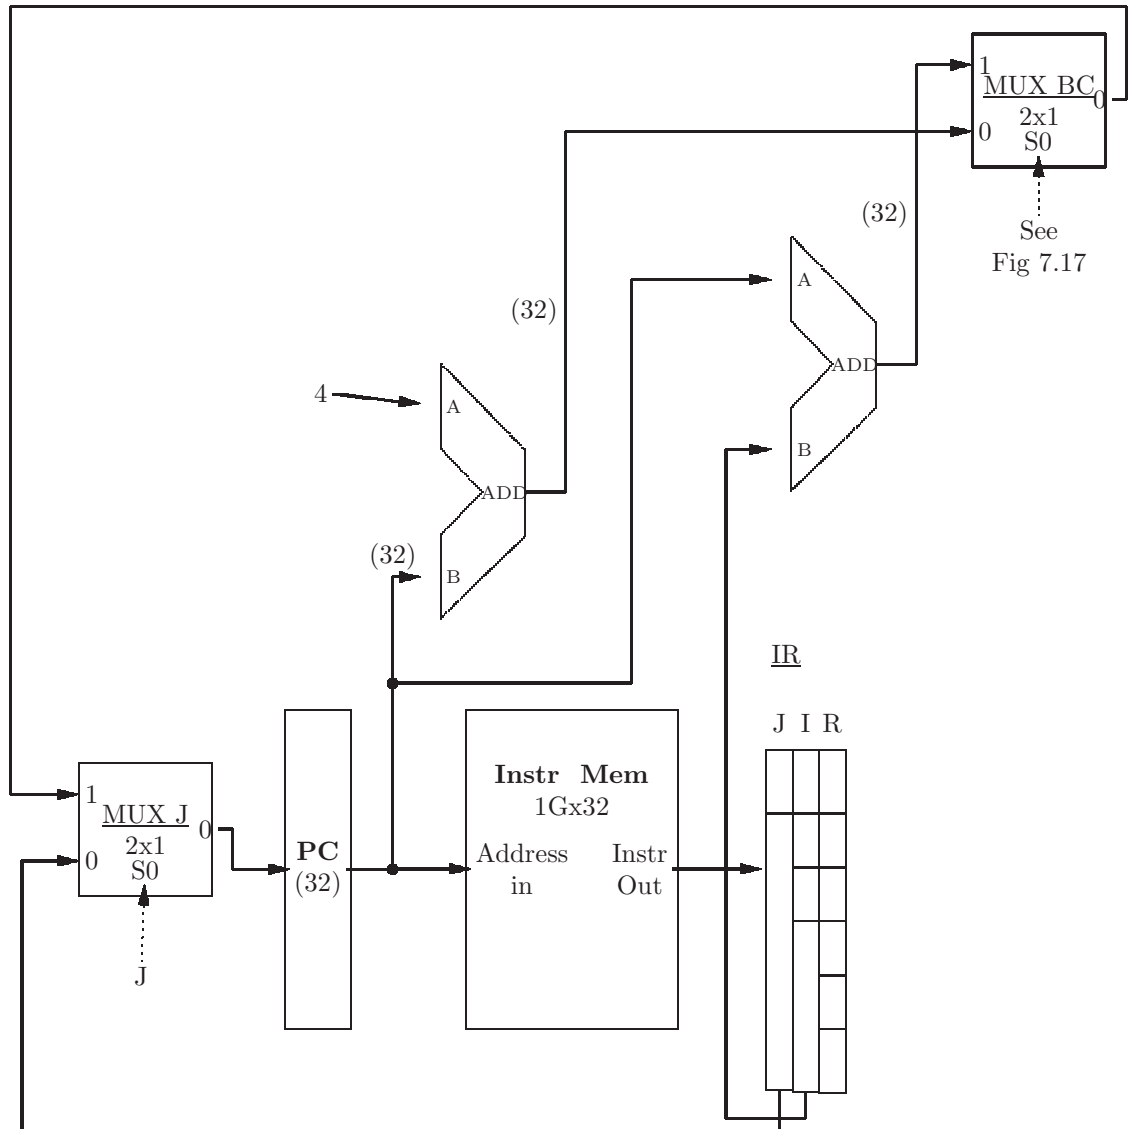 1
MUX BC
0
2x1
0
S0
See
Fig 7.17
(32)
(32)
A
ADD
B
4
A
ADD
B
(32)
IR
J I R
1
MUX J
0
2x1
0
S0
J
PC
(32)
Instr Mem
1Gx32
Address
in
Instr
Out